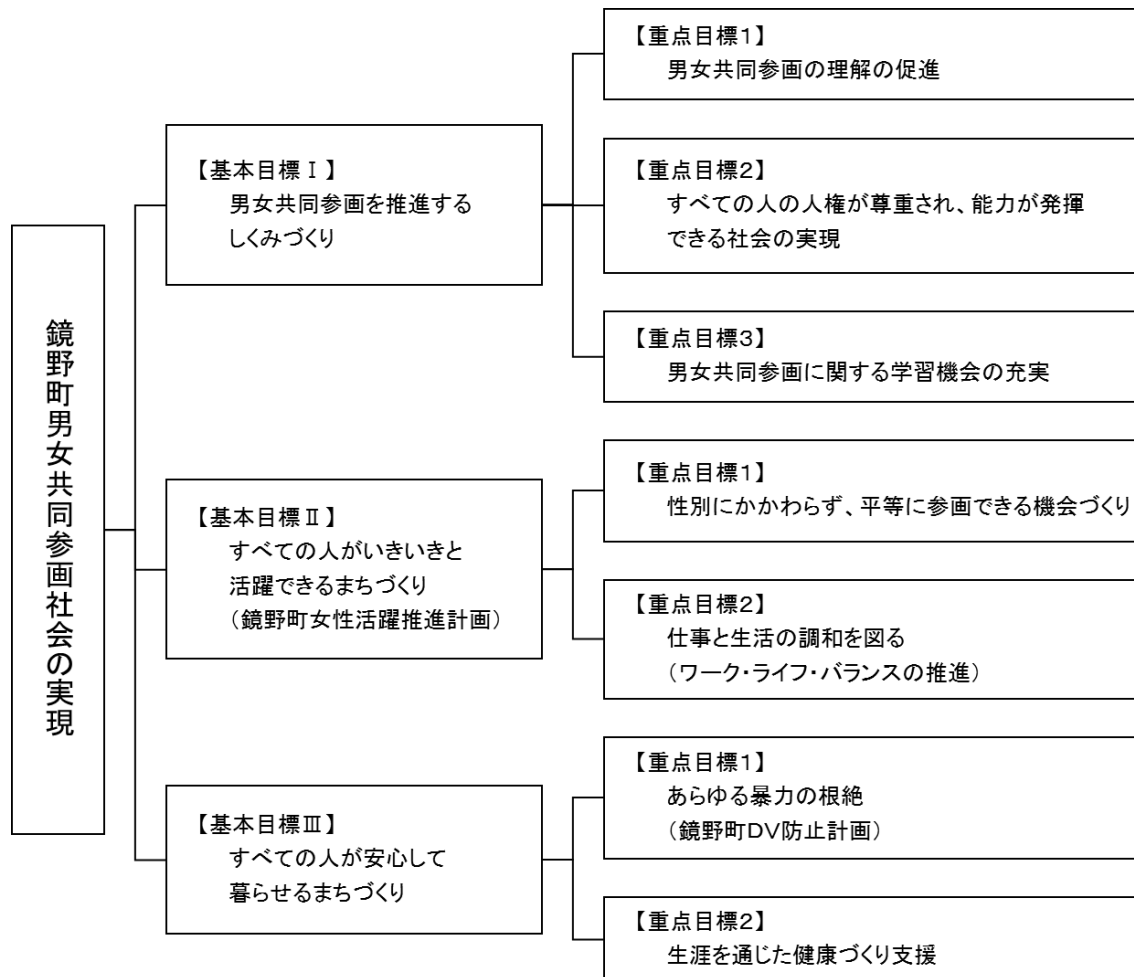 鏡野町男女共同参画社会の実現
【基本目標Ⅰ】
男女共同参画を推進する
しくみづくり
【重点目標1】
男女共同参画の理解の促進
【重点目標2】
すべての人の人権が尊重され、能力が発揮
できる社会の実現
【重点目標3】
男女共同参画に関する学習機会の充実
【基本目標Ⅱ】
すべての人がいきいきと
活躍できるまちづくり
（鏡野町女性活躍推進計画）
【重点目標1】
性別にかかわらず、平等に参画できる機会づくり
【重点目標2】
仕事と生活の調和を図る
（ワーク・ライフ・バランスの推進）
【基本目標Ⅲ】
すべての人が安心して
暮らせるまちづくり
【重点目標1】
あらゆる暴力の根絶
（鏡野町DV防止計画）
【重点目標2】
生涯を通じた健康づくり支援